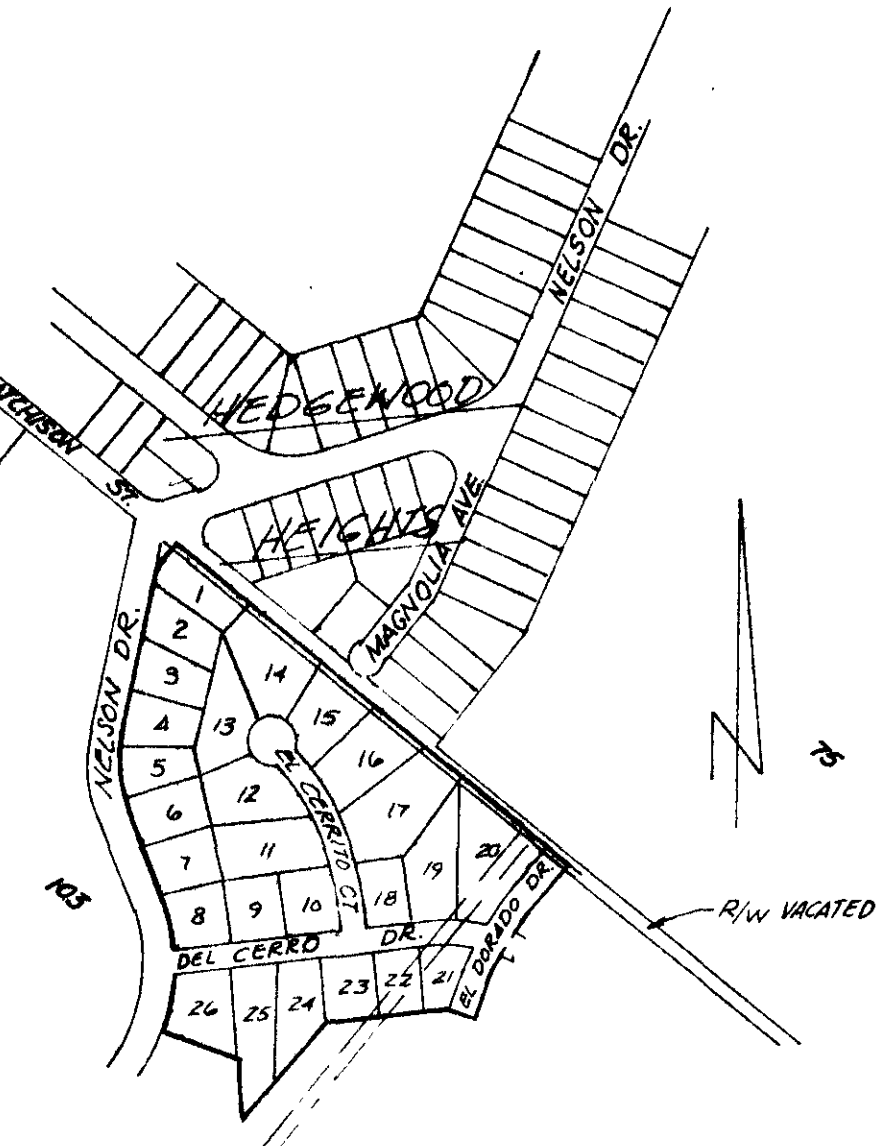 NELSON DR.
HEDGEWOOD
ST.
HEIGHTS
MAGNOLIA AVE.
NELSON DR.
1
2
3
4
5
6
7
8
9
10
11
12
13
14
15
16
17
18
19
20
21
22
23
24
25
26
EL CERRITO CT
DEL CERRO DR.
EL DORADO DR.
R/W VACATED
75
103